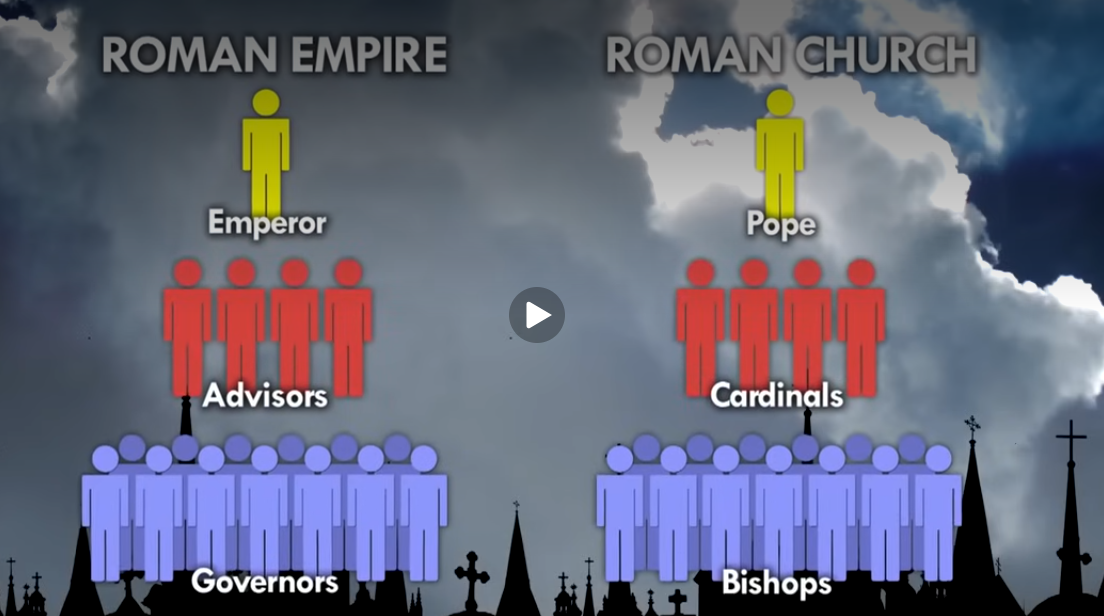 ROMAN EMPIRE
Emperor
Advisors
Governors
ROMAN CHURCH
Pope
Cardinals
Bishops